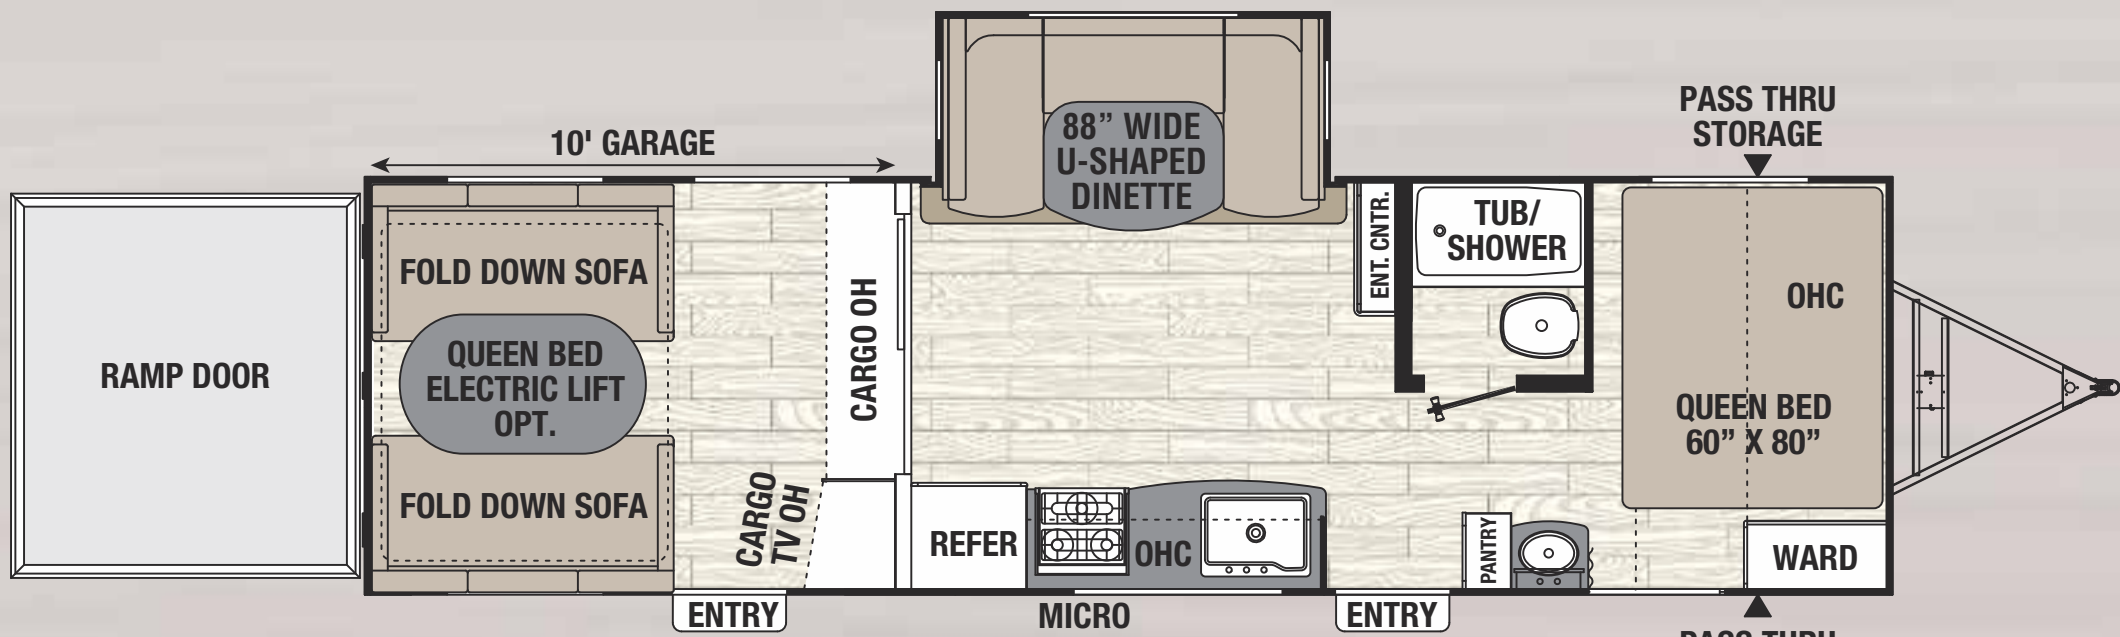 PASS THRU
STORAGE
10' GARAGE
88” WIDE
U-SHAPED
DINETTE
RAMP DOOR
FOLD DOWN SOFA
QUEEN BED
ELECTRIC LIFT
OPT.
FOLD DOWN SOFA
CARGO OH
CARGO
TV OH
ENT. CNTR.
TUB/
SHOWER
OHC
QUEEN BED
60” X 80”
REFER
OHC
PANTRY
WARD
ENTRY
MICRO
ENTRY
PASS THRU